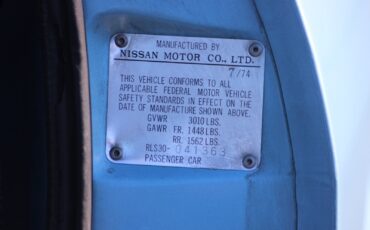 MANUFACTURED BY
NISSAN MOTOR CO., LTD.
7/74
THIS VEHICLE CONFORMS TO ALL
APPLICABLE FEDERAL MOTOR VEHICLE
SAFETY STANDARDS IN EFFECT ON THE
DATE OF MANUFACTURE SHOWN ABOVE.
GVWR 3010 LBS.
GAWR FR. 1448 LBS.
RR. 1562 LBS.
RLS30-041363
PASSENGER CAR